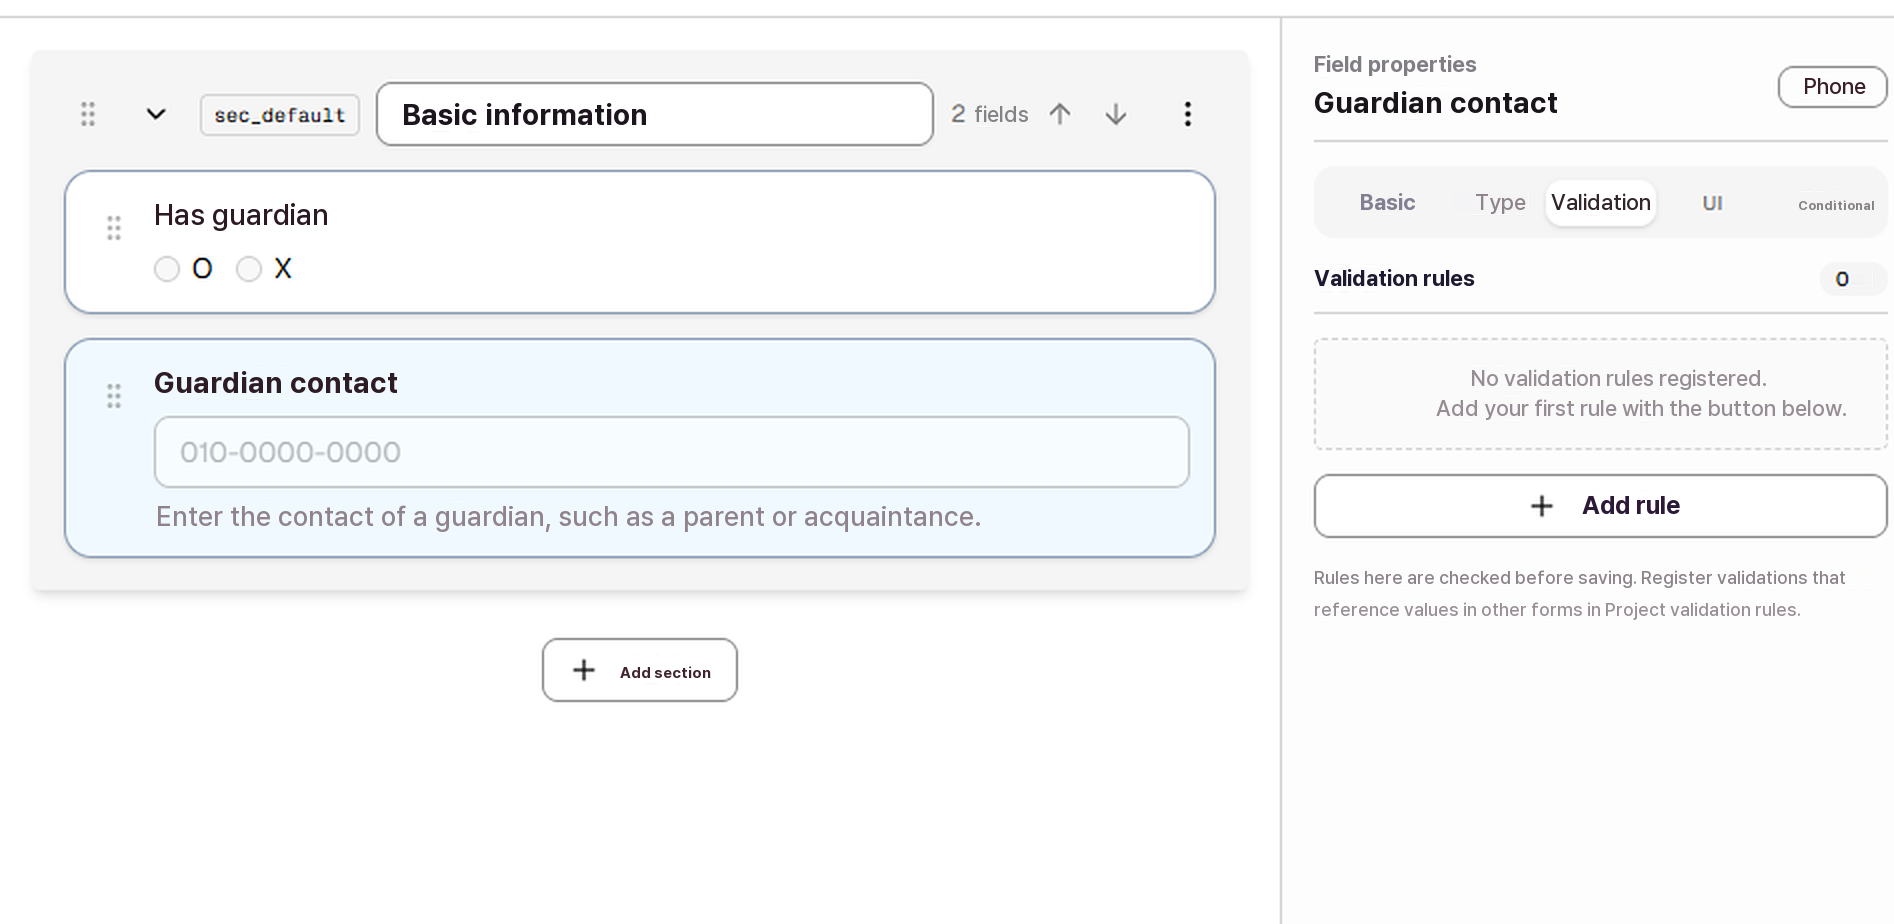 sec_default
Basic information
2 fields
Has guardian
O X
Guardian contact
010-0000-0000
Enter the contact of a guardian, such as a parent or acquaintance.
Add section
Field properties
Guardian contact
Phone
Basic Type Validation UI Conditional
Validation rules
0
No validation rules registered.
Add your first rule with the button below.
Add rule
Rules here are checked before saving. Register validations that
reference values in other forms in Project validation rules.